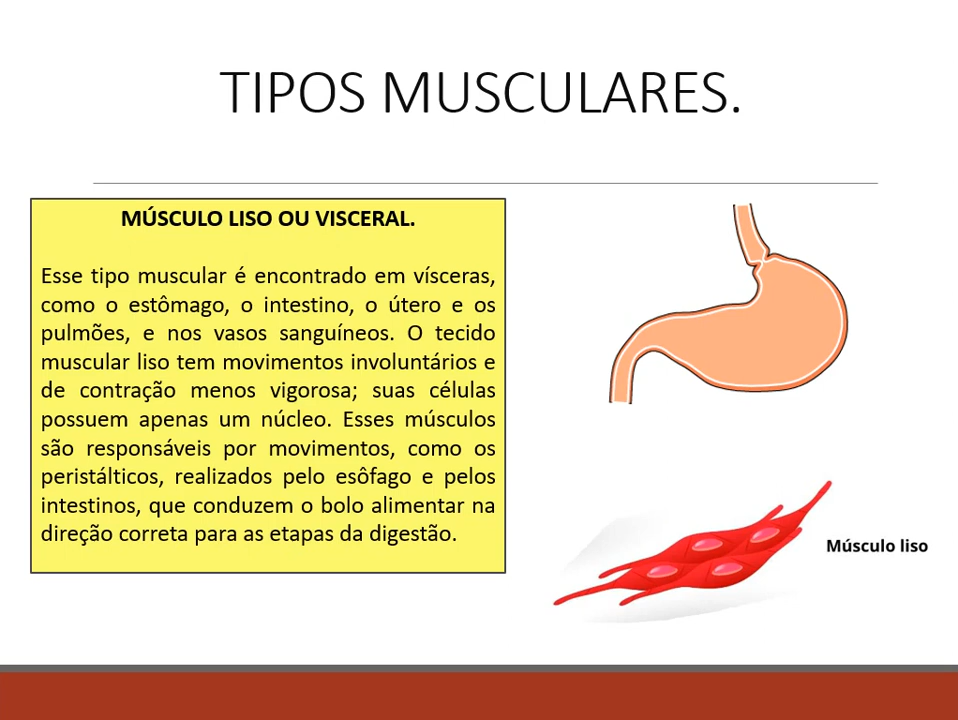 TIPOS MUSCULARES.
MÚSCULO LISO OU VISCERAL.
Esse tipo muscular é encontrado em vísceras,
como o estômago, o intestino, o útero e os
pulmões, e nos vasos sanguíneos. O tecido
muscular liso tem movimentos involuntários e
de contração menos vigorosa; suas células
possuem apenas um núcleo. Esses músculos
são responsáveis por movimentos, como os
peristálticos, realizados pelo esôfago e pelos
intestinos, que conduzem o bolo alimentar na
direção correta para as etapas da digestão.
Músculo liso